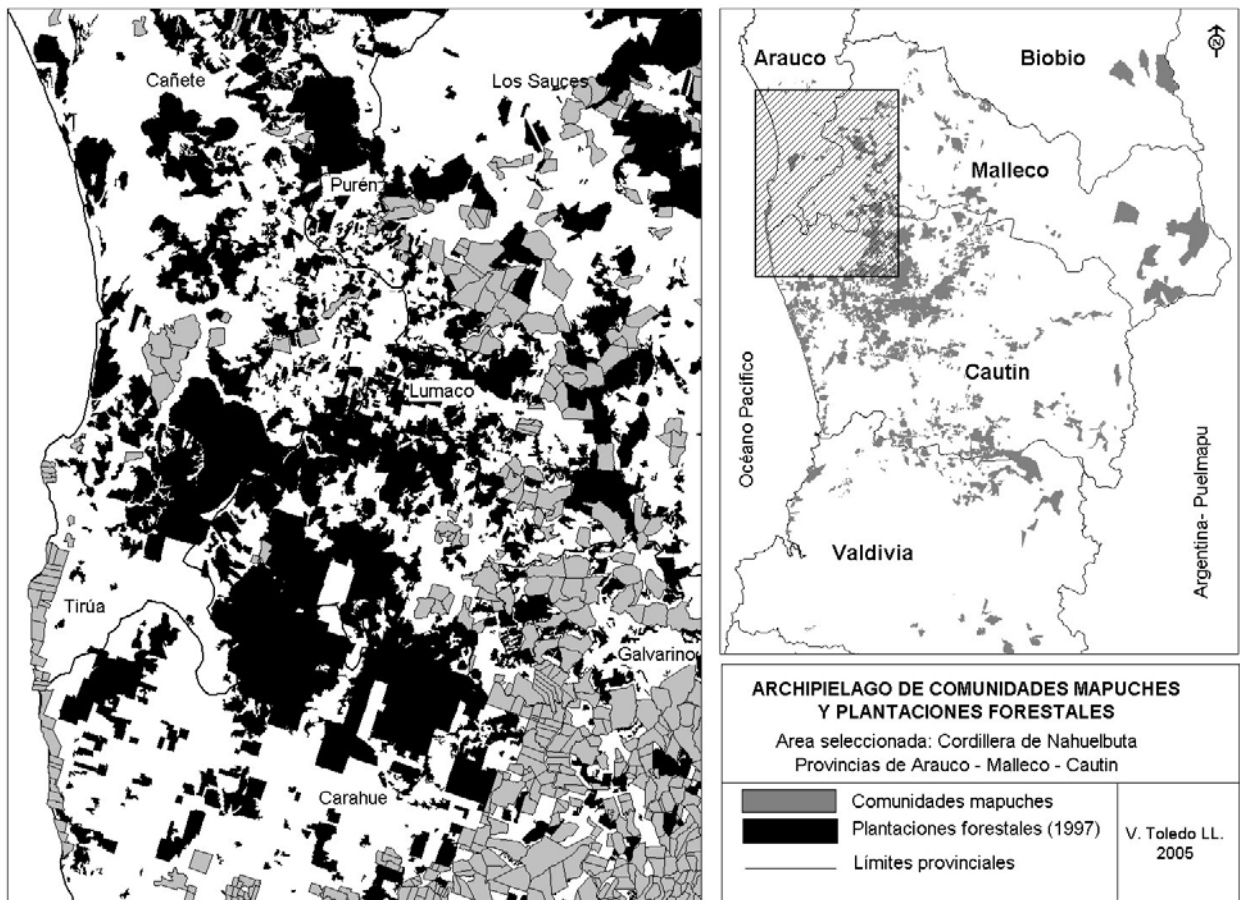 Cañete
Los Sauces
Purén
Lumaco
Tirúa
Galvarino
Carahue
Arauco
Biobio
Malleco
Cautin
Océano Pacífico
Valdivia
Argentina- Puelmapu
ARCHIPIELAGO DE COMUNIDADES MAPUCHES
Y PLANTACIONES FORESTALES
Area seleccionada: Cordillera de Nahuelbuta
Provincias de Arauco - Malleco - Cautin
Comunidades mapuches
Plantaciones forestales (1997)
Límites provinciales
V. Toledo LL.
2005